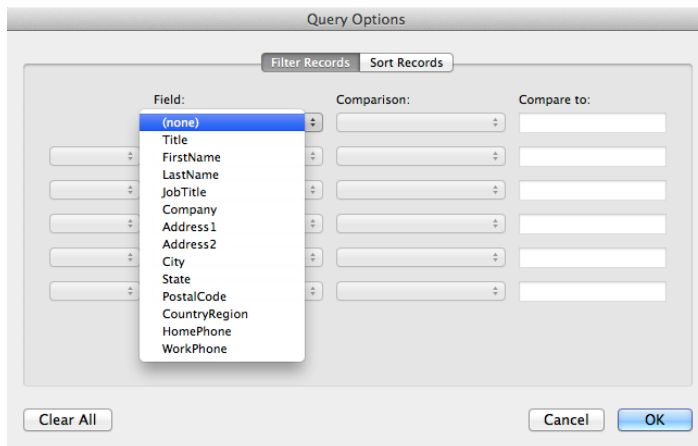 Query Options
Filter Records Sort Records
Field: Comparison: Compare to:
(none)
Title
FirstName
LastName
JobTitle
Company
Address1
Address2
City
State
PostalCode
CountryRegion
HomePhone
WorkPhone
Clear All Cancel OK